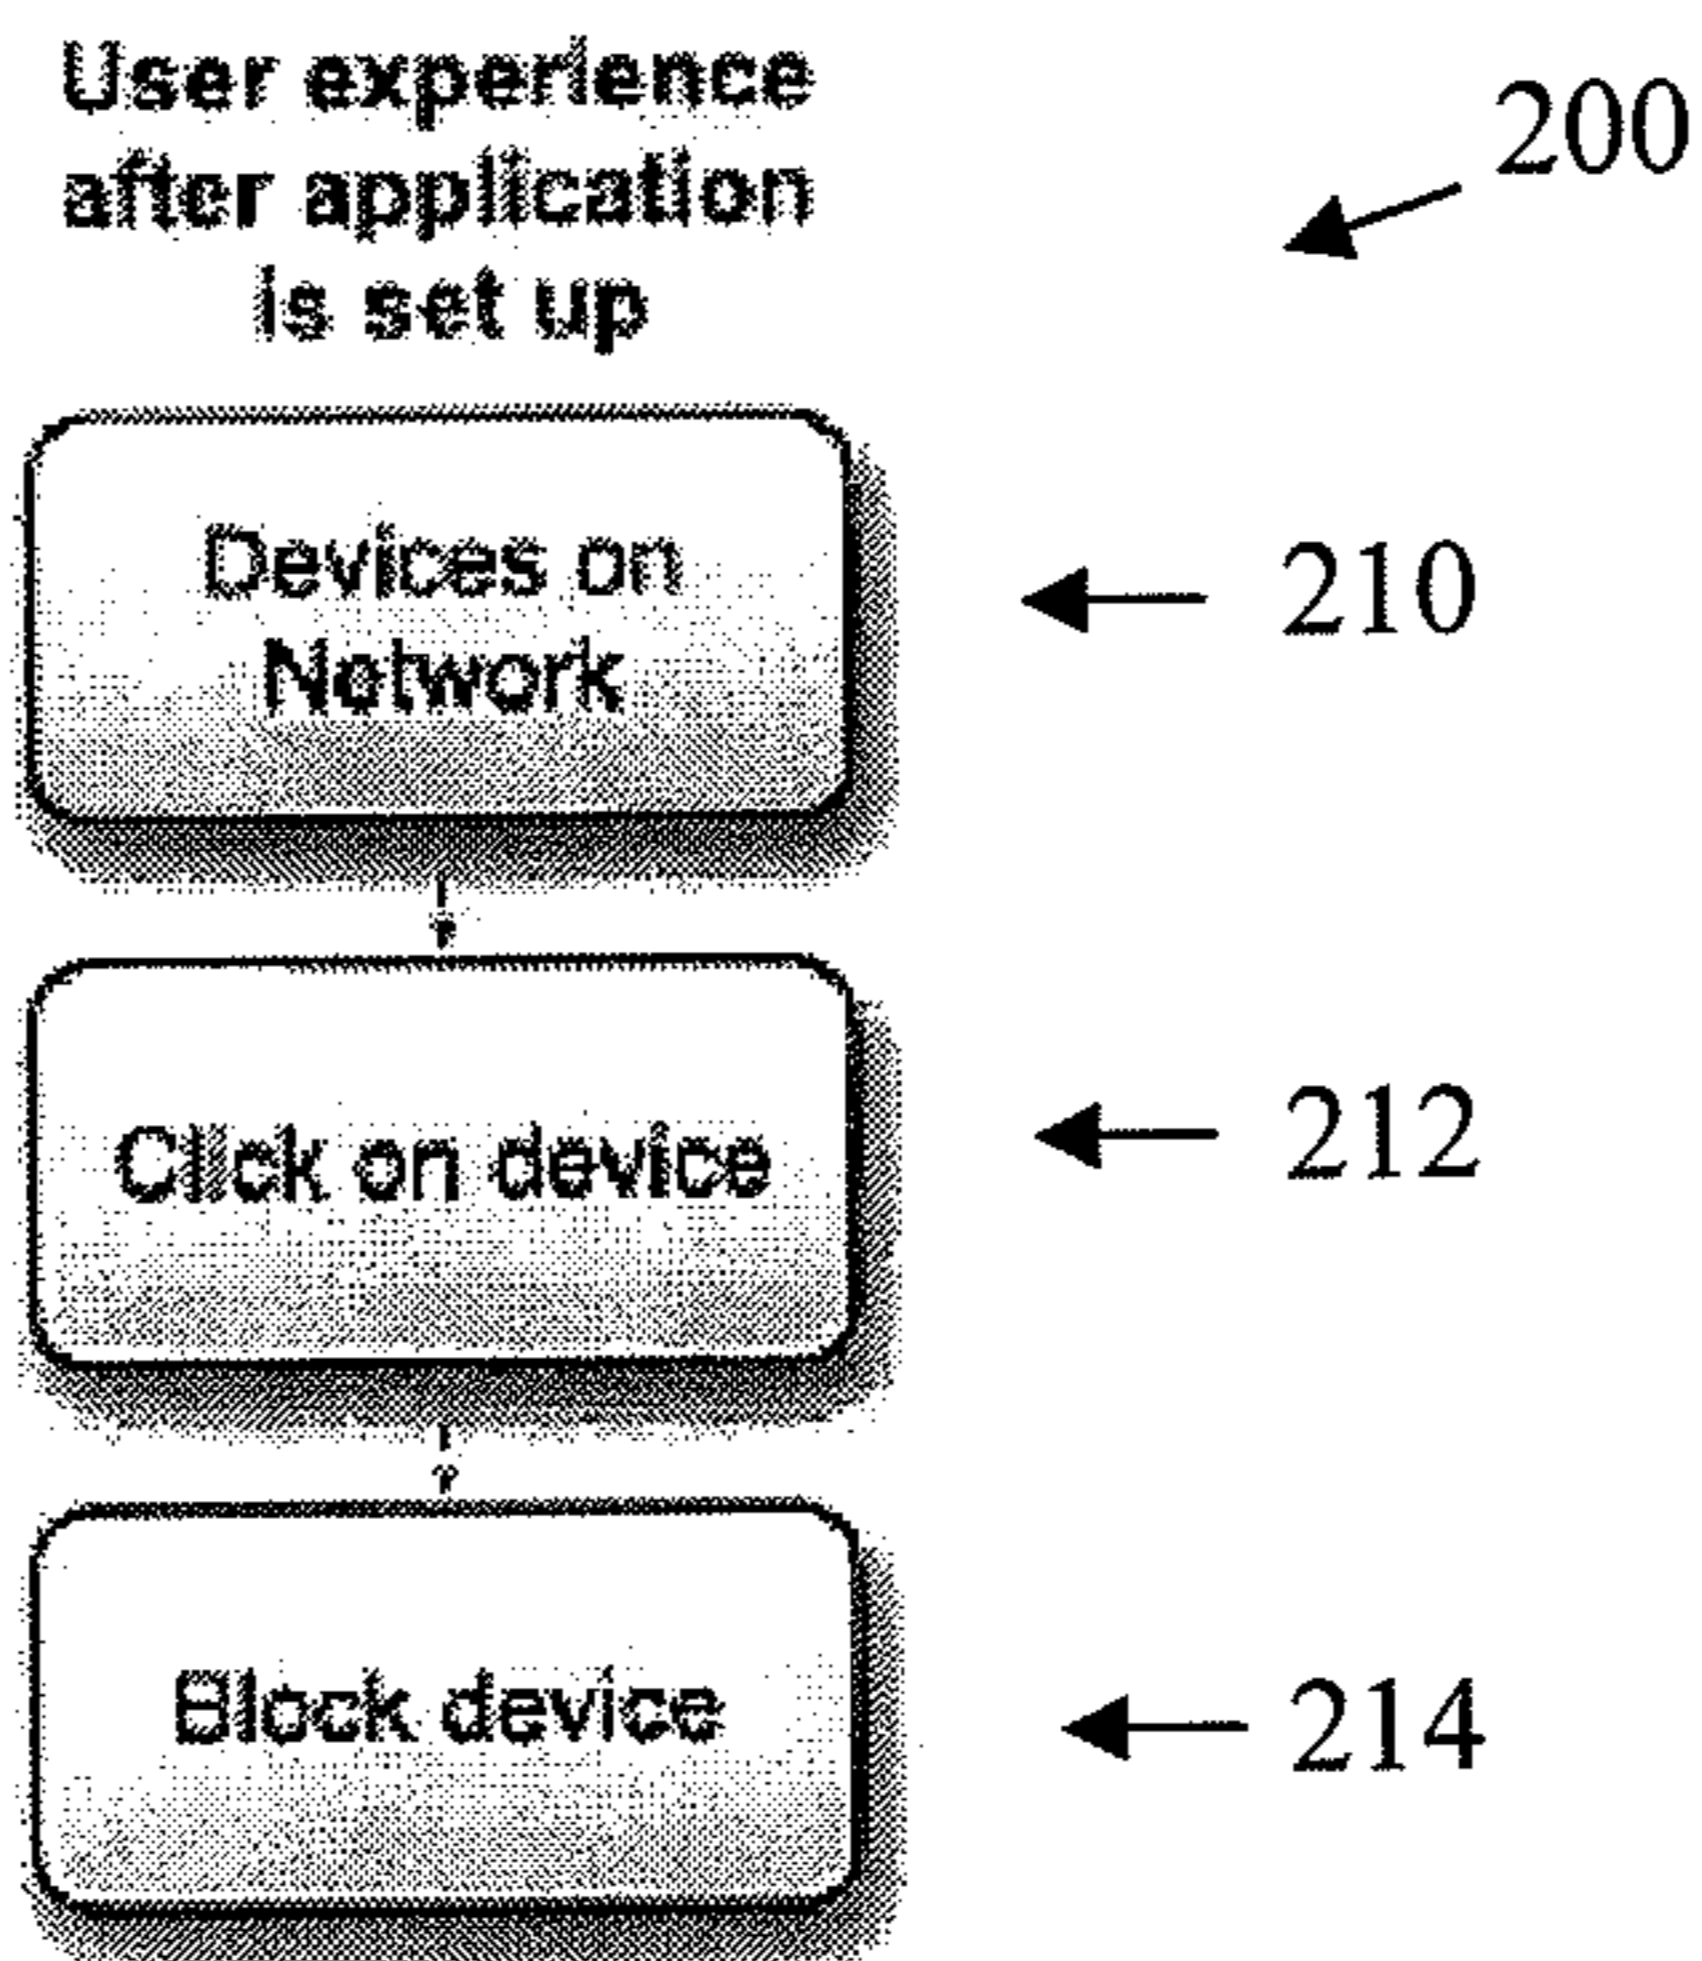 User experience
after application
is set up
200
Devices on
Network
210
Click on device
212
Block device
214